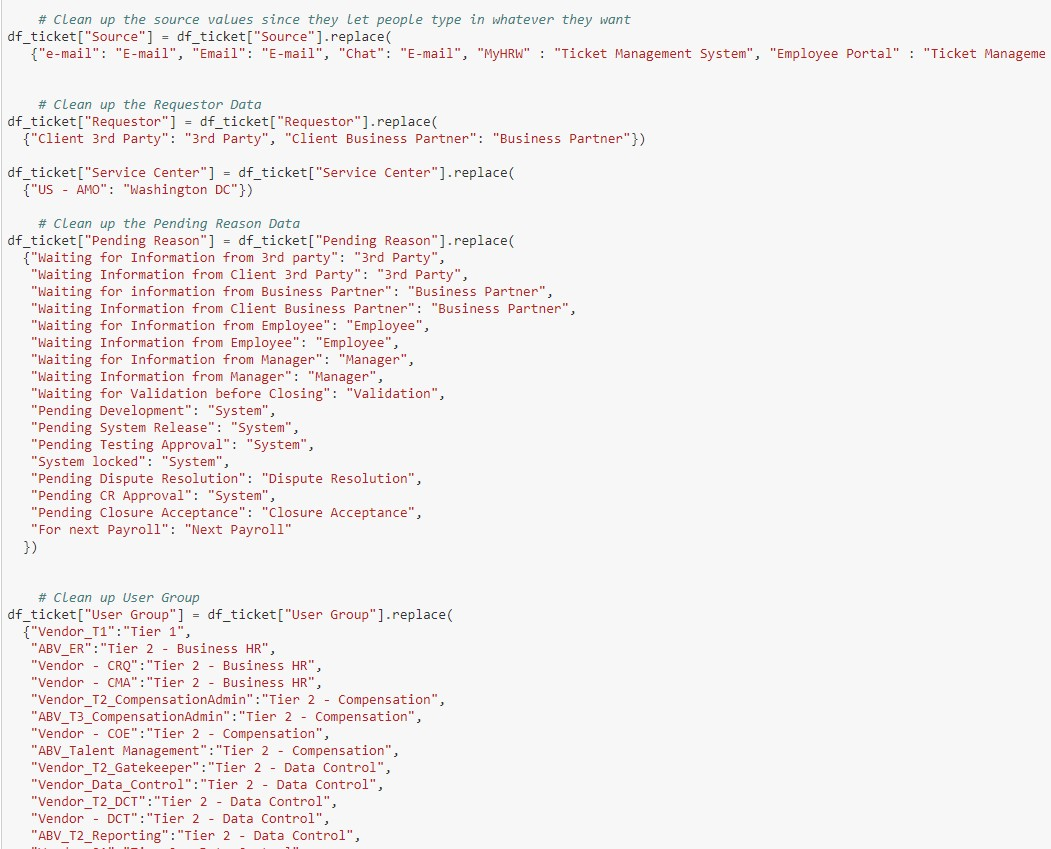 # Clean up the source values since they let people type in whatever they want
df_ticket["Source"] = df_ticket["Source"].replace(
{"e-mail": "E-mail", "Email": "E-mail", "Chat": "E-mail", "MyHRW" : "Ticket Management System", "Employee Portal" : "Ticket Manageme
# Clean up the Requestor Data
df_ticket["Requestor"] = df_ticket["Requestor"].replace(
{"Client 3rd Party": "3rd Party", "Client Business Partner": "Business Partner"})
df_ticket["Service Center"] = df_ticket["Service Center"].replace(
{"US - AMO": "Washington DC"})
# Clean up the Pending Reason Data
df_ticket["Pending Reason"] = df_ticket["Pending Reason"].replace(
{"Waiting for Information from 3rd party": "3rd Party",
"Waiting Information from Client 3rd Party": "3rd Party",
"Waiting for information from Business Partner": "Business Partner",
"Waiting Information from Client Business Partner": "Business Partner",
"Waiting for Information from Employee": "Employee",
"Waiting Information from Employee": "Employee",
"Waiting for Information from Manager": "Manager",
"Waiting Information from Manager": "Manager",
"Waiting for Validation before Closing": "Validation",
"Pending Development": "System",
"Pending System Release": "System",
"Pending Testing Approval": "System",
"System locked": "System",
"Pending Dispute Resolution": "Dispute Resolution",
"Pending CR Approval": "System",
"Pending Closure Acceptance": "Closure Acceptance",
"For next Payroll": "Next Payroll"
})
# Clean up User Group
df_ticket["User Group"] = df_ticket["User Group"].replace(
{"Vendor_T1":"Tier 1",
"ABV_ER":"Tier 2 - Business HR",
"Vendor - CRQ":"Tier 2 - Business HR",
"Vendor - CMA":"Tier 2 - Business HR",
"Vendor_T2_CompensationAdmin":"Tier 2 - Compensation",
"ABV_T3_CompensationAdmin":"Tier 2 - Compensation",
"Vendor - COE":"Tier 2 - Compensation",
"ABV_Talent Management":"Tier 2 - Compensation",
"Vendor_T2_Gatekeeper":"Tier 2 - Data Control",
"Vendor_Data_Control":"Tier 2 - Data Control",
"Vendor_T2_DCT":"Tier 2 - Data Control",
"Vendor - DCT":"Tier 2 - Data Control",
"ABV_T2_Reporting":"Tier 2 - Data Control",